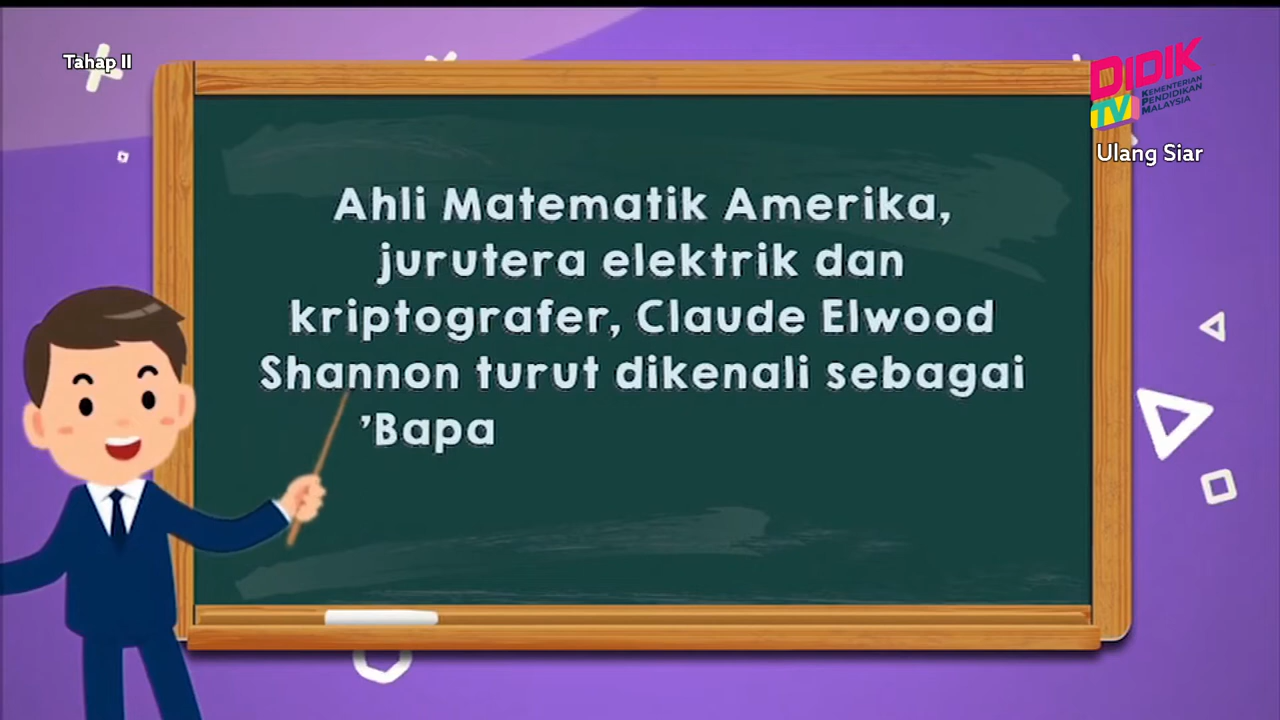 Tahap II
DIDIK
TV
KEMENTERIAN
PENDIDIKAN
MALAYSIA
Ulang Siar
Ahli Matematik Amerika,
jurutera elektrik dan
kriptografer, Claude Elwood
Shannon turut dikenali sebagai
'Bapa